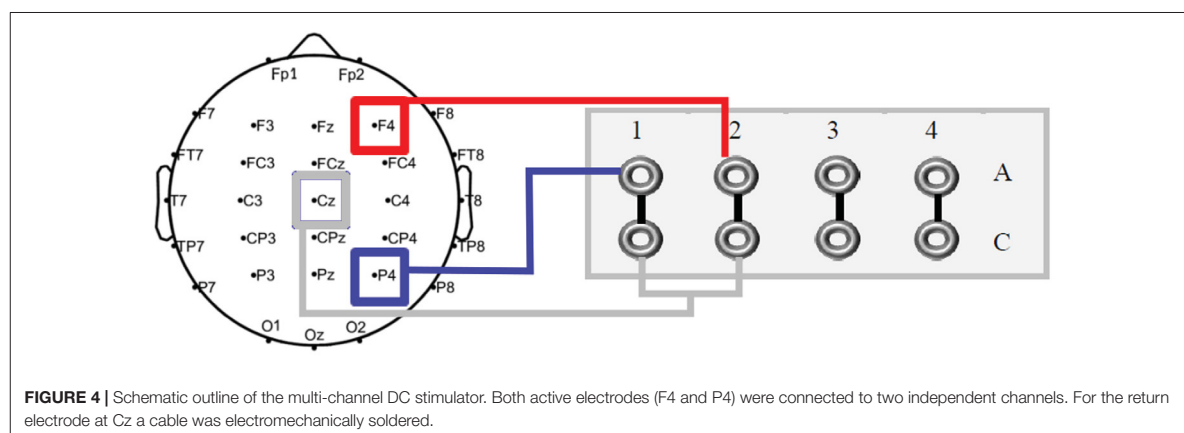 Fp1 Fp2
F7 F3 Fz F4 F8
FT7 FC3 FCz FC4 FT8
T7 C3 Cz C4 T8
TP7 CP3 CPz CP4 TP8
P7 P3 Pz P4 P8
O1 Oz O2
1 2 3 4
A
C
FIGURE 4 | Schematic outline of the multi-channel DC stimulator. Both active electrodes (F4 and P4) were connected to two independent channels. For the return
electrode at Cz a cable was electromechanically soldered.